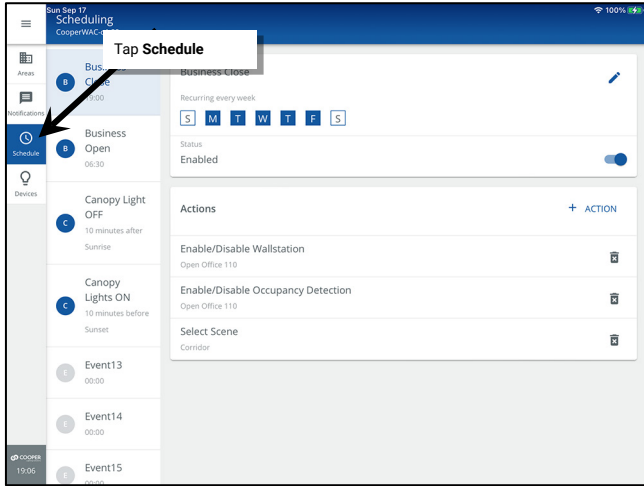 Sun Sep 17
100%
Scheduling
Tap Schedule
Areas
Notifications
Schedule
Devices
COOPER
19:06
B
Close
19:00
B
Business
Open
06:30
C
Canopy Light
OFF
10 minutes after
Sunrise
C
Canopy
Lights ON
10 minutes before
Sunset
E
Event13
00:00
E
Event14
00:00
E
Event15
00:00
Business Close
Recurring every week
S M T W T F S
Status
Enabled
Actions
+ ACTION
Enable/Disable Wallstation
Open Office 110
Enable/Disable Occupancy Detection
Open Office 110
Select Scene
Corridor